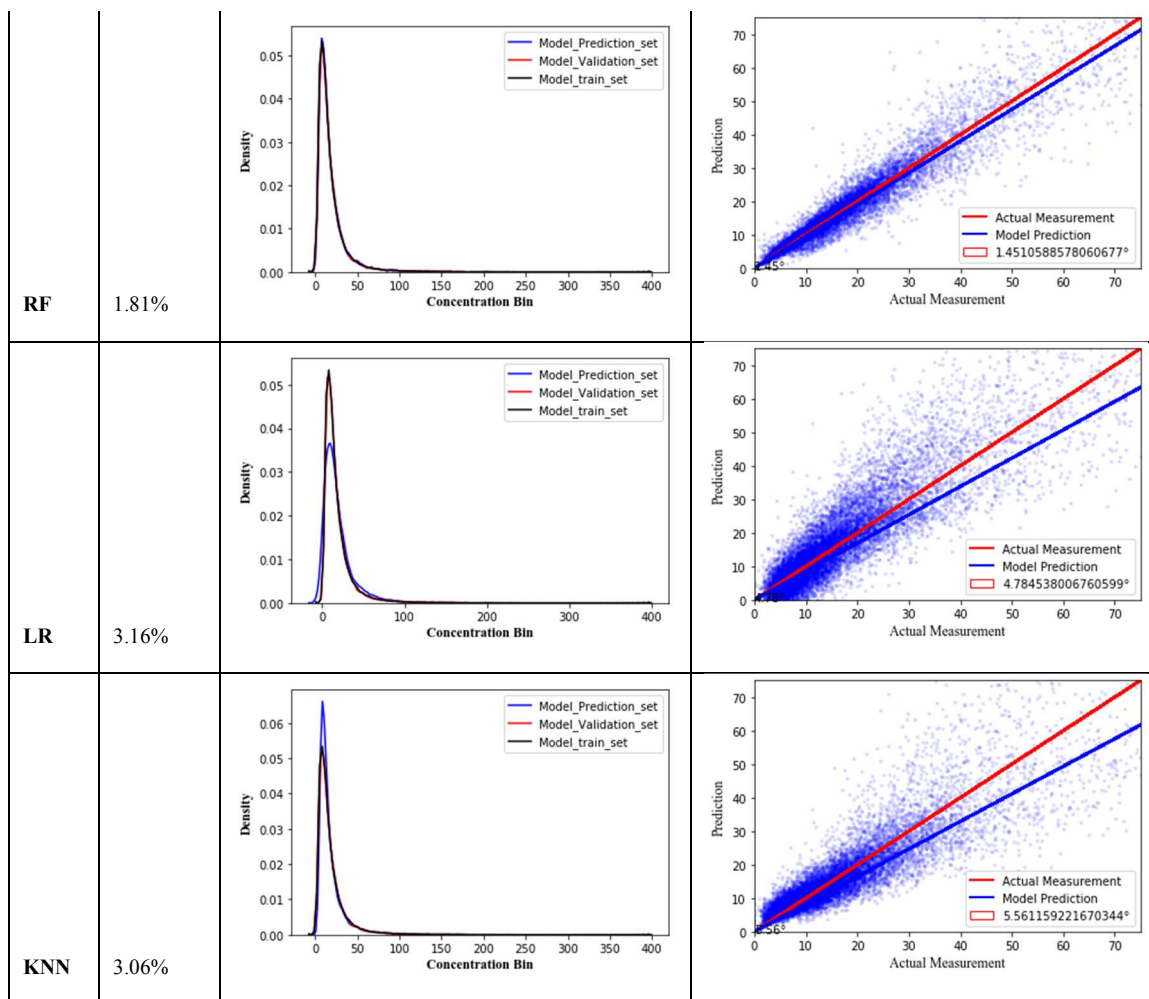 0.05
0.04
0.03
0.02
0.01
0.00
Density
Model_Prediction_set
Model_Validation_set
Model_train_set
0 50 100 150 200 250 300 350 400
Concentration Bin
70
60
50
40
30
20
10
0
Prediction
Actual Measurement
Model Prediction
1.4510588578060677°
1.45°
0 10 20 30 40 50 60 70
Actual Measurement
RF 1.81%
0.05
0.04
0.03
0.02
0.01
0.00
Density
Model_Prediction_set
Model_Validation_set
Model_train_set
0 100 200 300 400
Concentration Bin
70
60
50
40
30
20
10
0
Prediction
Actual Measurement
Model Prediction
4.784538006760599°
4.78°
0 10 20 30 40 50 60 70
Actual Measurement
LR 3.16%
0.06
0.05
0.04
0.03
0.02
0.01
0.00
Density
Model_Prediction_set
Model_Validation_set
Model_train_set
0 50 100 150 200 250 300 350 400
Concentration Bin
70
60
50
40
30
20
10
0
Prediction
Actual Measurement
Model Prediction
5.561159221670344°
5.56°
0 10 20 30 40 50 60 70
Actual Measurement
KNN 3.06%